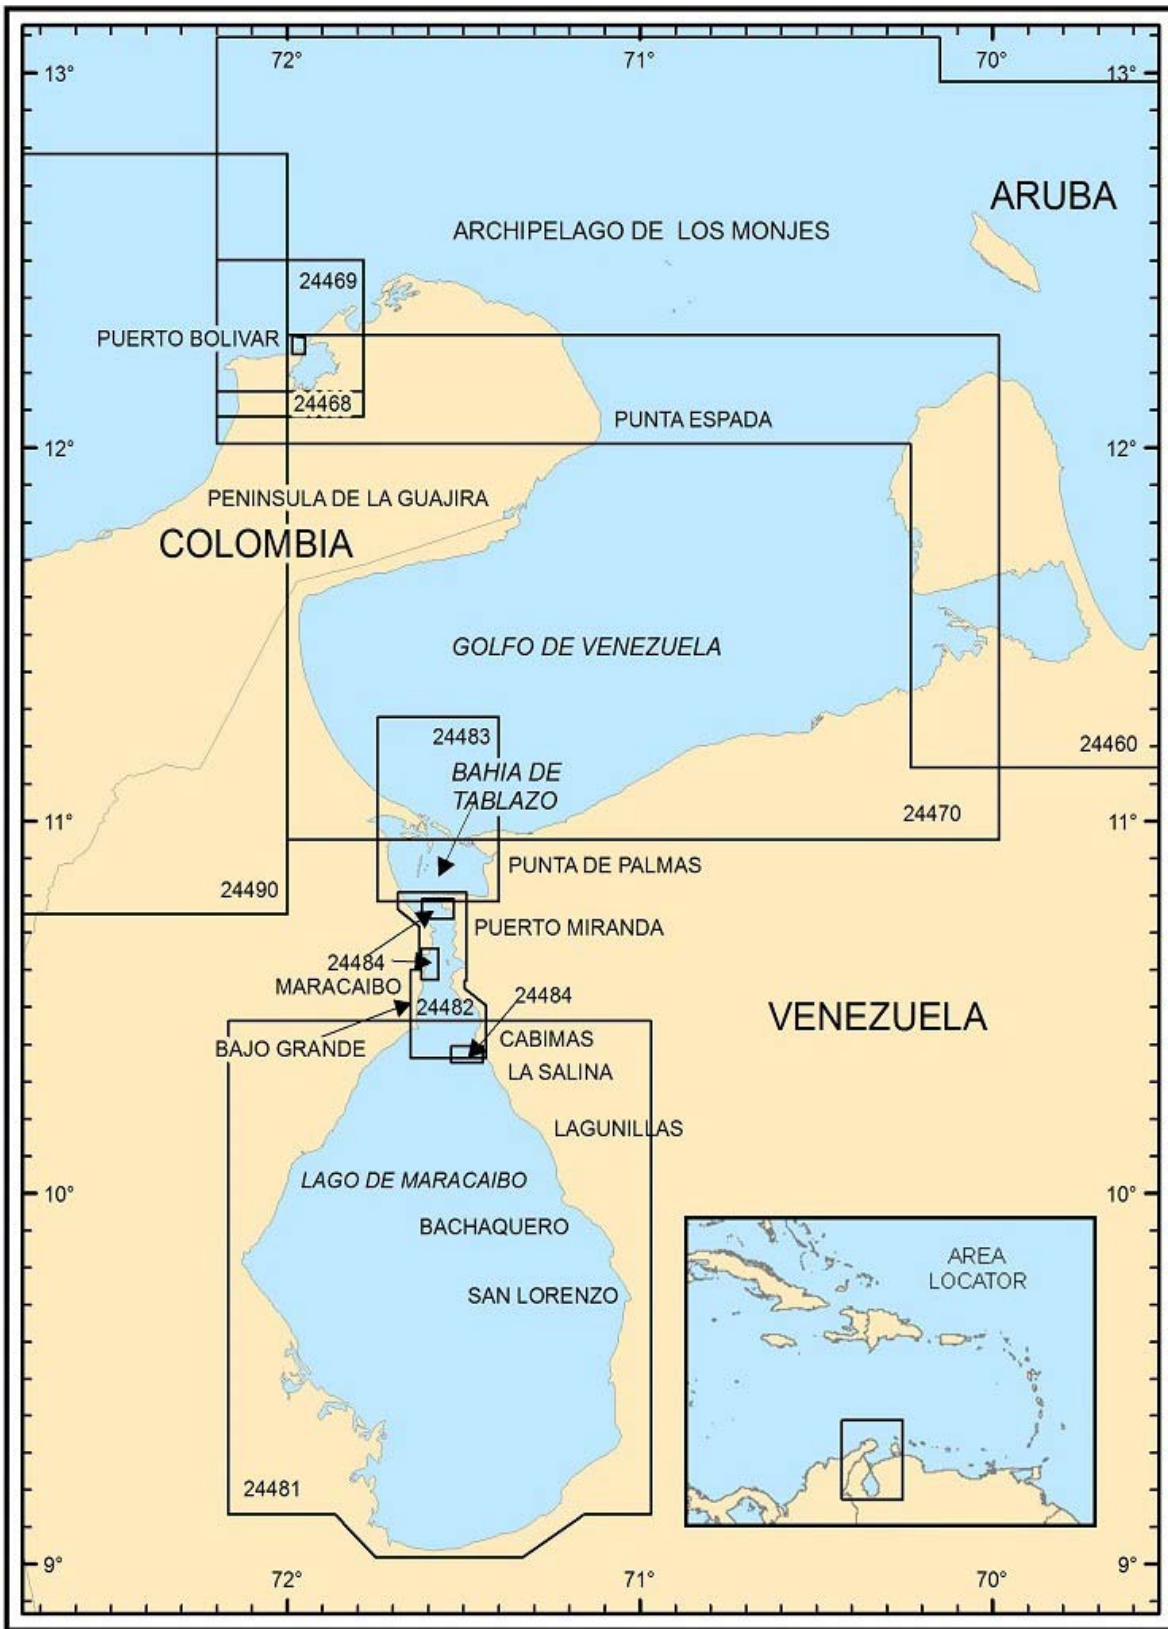 72°
71°
70°
13°
13°
ARUBA
ARCHIPELAGO DE LOS MONJES
24469
PUERTO BOLIVAR
24468
PUNTA ESPADA
12°
12°
PENINSULA DE LA GUAJIRA
COLOMBIA
GOLFO DE VENEZUELA
24483
24460
BAHIA DE
TABLAZO
24470
11°
11°
PUNTA DE PALMAS
24490
PUERTO MIRANDA
24484
MARACAIBO
24484
24482
VENEZUELA
CABIMAS
BAJO GRANDE
LA SALINA
LAGUNILLAS
LAGO DE MARACAIBO
10°
10°
BACHAQUERO
AREA
LOCATOR
SAN LORENZO
24481
9°
9°
72°
71°
70°